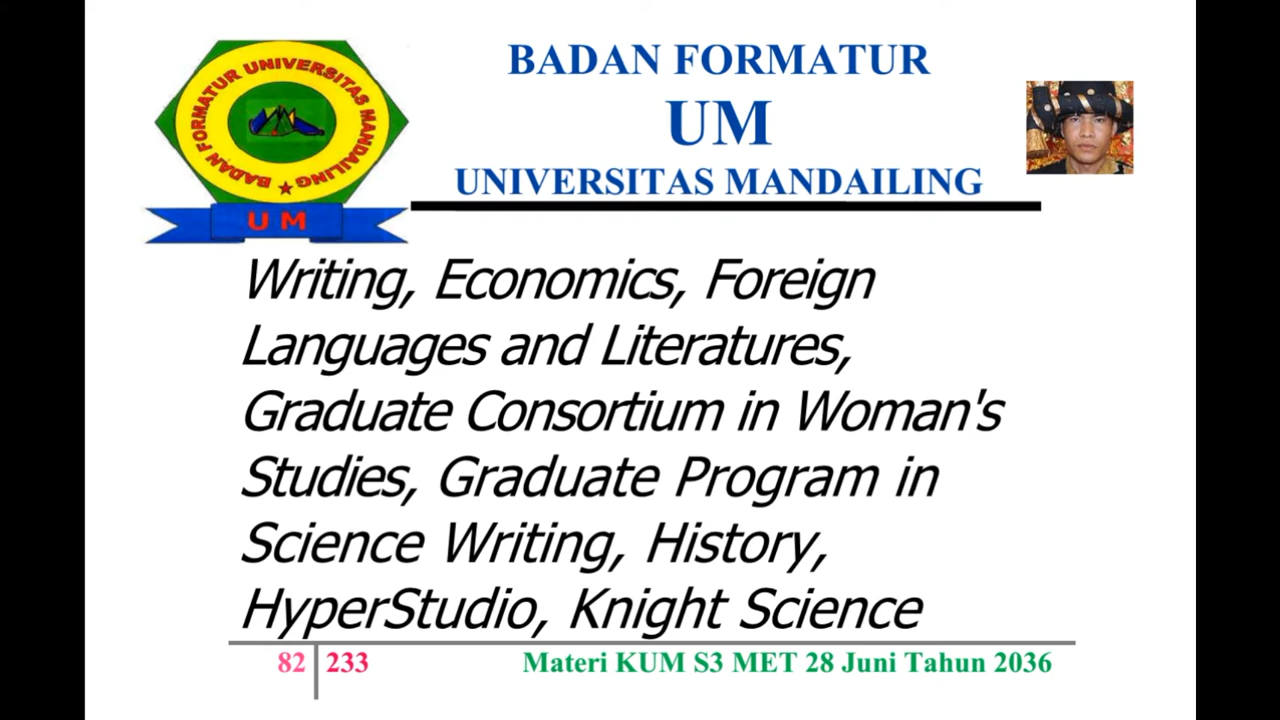 BADAN FORMATUR UNIVERSITAS MANDAILING
UM
BADAN FORMATUR
UM
UNIVERSITAS MANDAILING
Writing, Economics, Foreign
Languages and Literatures,
Graduate Consortium in Woman's
Studies, Graduate Program in
Science Writing, History,
HyperStudio, Knight Science
82 233 Materi KUM S3 MET 28 Juni Tahun 2036